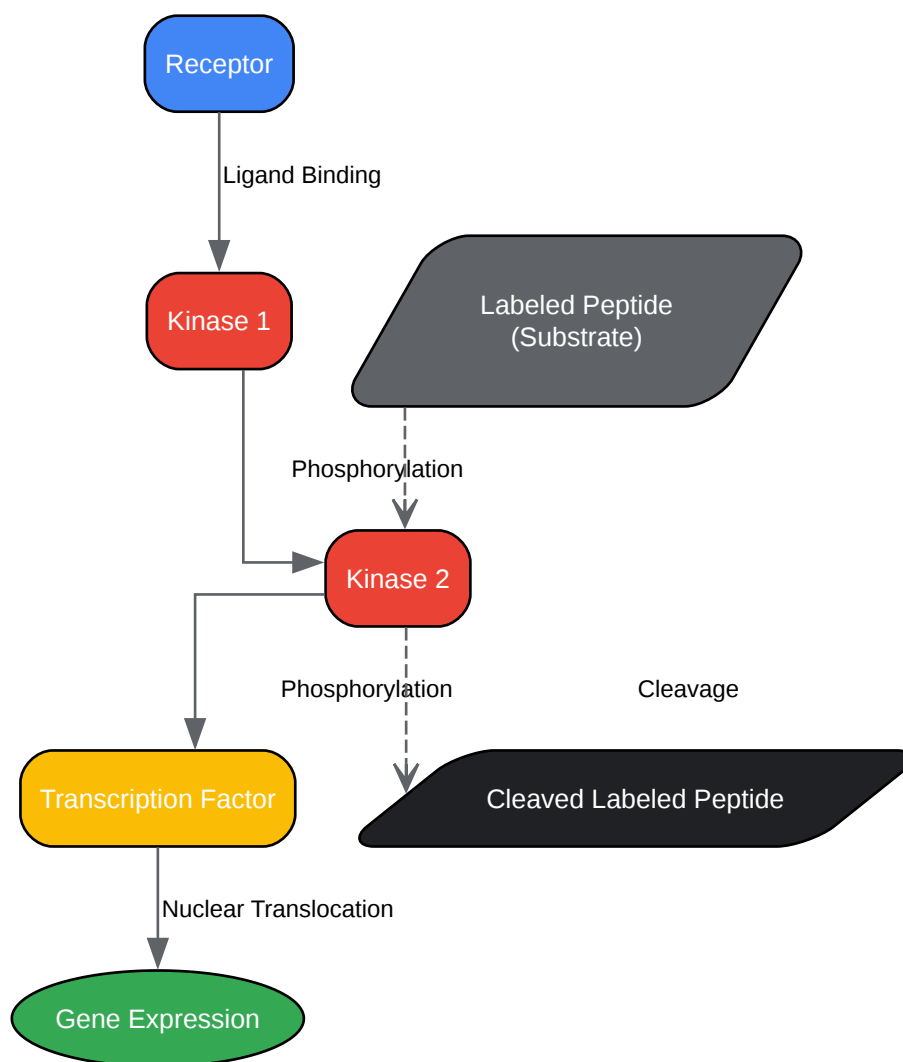 Receptor
Ligand Binding
Kinase 1
Labeled Peptide
(Substrate)
Phosphorylation
Kinase 2
Phosphorylation
Cleavage
Transcription Factor
Cleaved Labeled Peptide
Nuclear Translocation
Gene Expression